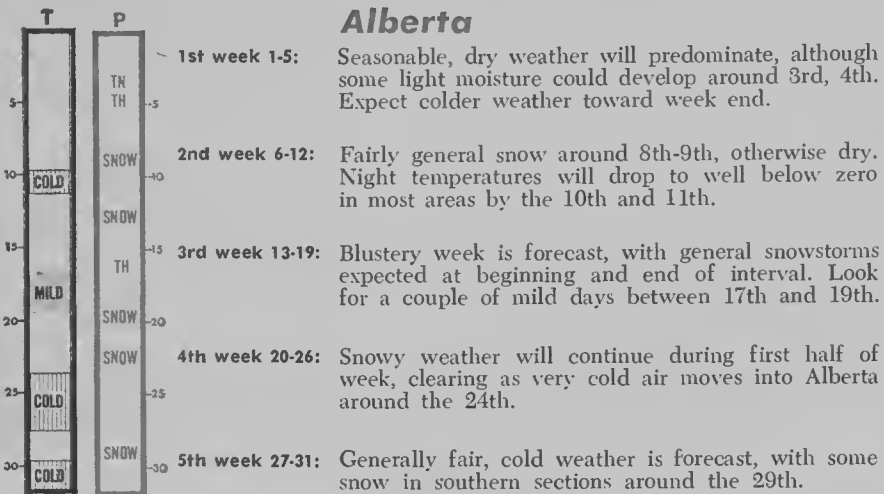 T
P
Alberta
1st week 1-5: Seasonable, dry weather will predominate, although
some light moisture could develop around 3rd, 4th.
Expect colder weather toward week end.
2nd week 6-12: Fairly general snow around 8th-9th, otherwise dry.
Night temperatures will drop to well below zero
in most areas by the 10th and 11th.
3rd week 13-19: Blustery week is forecast, with general snowstorms
expected at beginning and end of interval. Look
for a couple of mild days between 17th and 19th.
4th week 20-26: Snowy weather will continue during first half of
week, clearing as very cold air moves into Alberta
around the 24th.
5th week 27-31: Generally fair, cold weather is forecast, with some
snow in southern sections around the 29th.
5
10
15
20
25
30
COLD
MILD
COLD
COLD
TN
TH
SNOW
SNOW
TH
SNOW
SNOW
SNOW
5
10
15
20
25
30